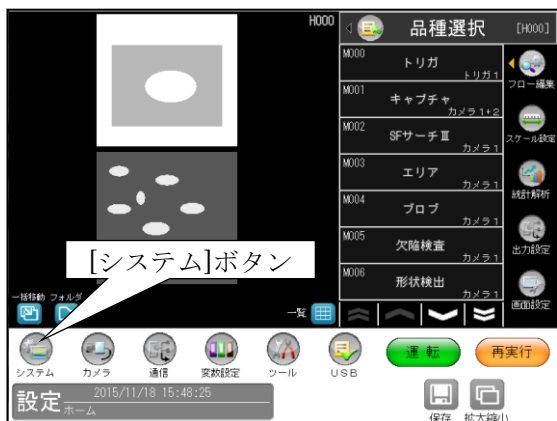 H000
品種選択
[H000]
M000
トリガ
トリガ1
M001
キャプチャ
カメラ1+2
M002
SFサーチⅢ
カメラ1
M003
エリア
カメラ1
M004
ブロブ
カメラ1
M005
欠陥検査
カメラ1
M006
形状検出
カメラ1
フロー編集
スケール設定
統計解析
出力設定
画面設定
[システム]ボタン
一括移動
フォルダ
一覧
システム
カメラ
通信
変数設定
ツール
USB
運転
再実行
設定
2015/11/18 15:48:25
ホーム
保存
拡大縮小